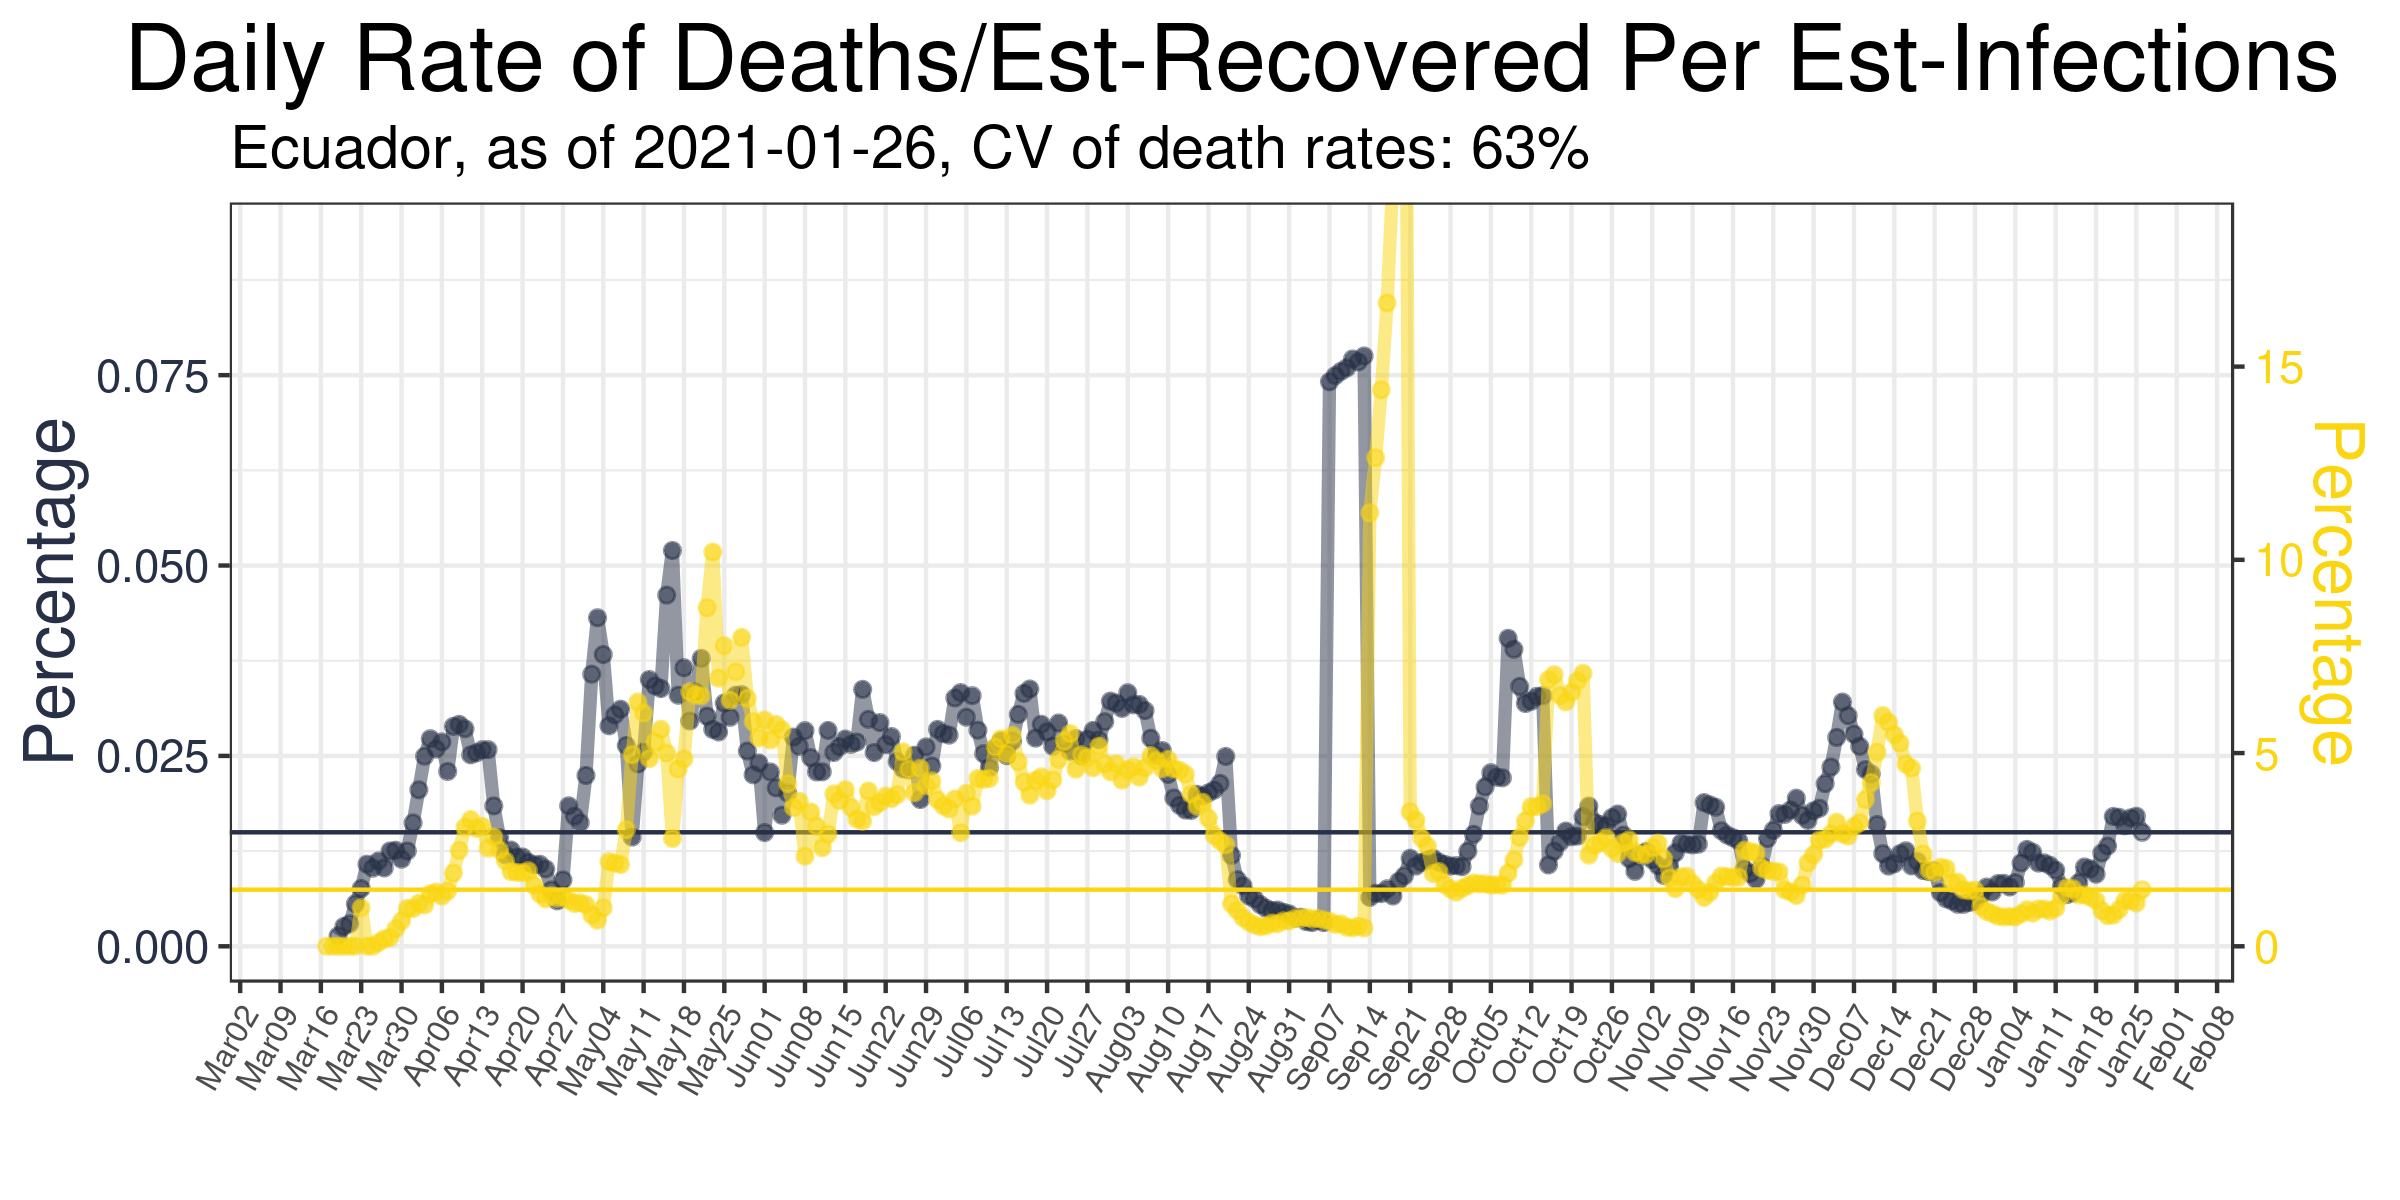 Daily Rate of Deaths/Est-Recovered Per Est-Infections
Ecuador, as of 2021-01-26, CV of death rates: 63%
Percentage
0.075
0.050
0.025
0.000
15
10
5
0
Percentage
Mar02
Mar09
Mar16
Mar23
Mar30
Apr06
Apr13
Apr20
Apr27
May04
May11
May18
May25
Jun01
Jun08
Jun15
Jun22
Jun29
Jul06
Jul13
Jul20
Jul27
Aug03
Aug10
Aug17
Aug24
Aug31
Sep07
Sep14
Sep21
Sep28
Oct05
Oct12
Oct19
Oct26
Nov02
Nov09
Nov16
Nov23
Nov30
Dec07
Dec14
Dec21
Dec28
Jan04
Jan11
Jan18
Jan25
Feb01
Feb08